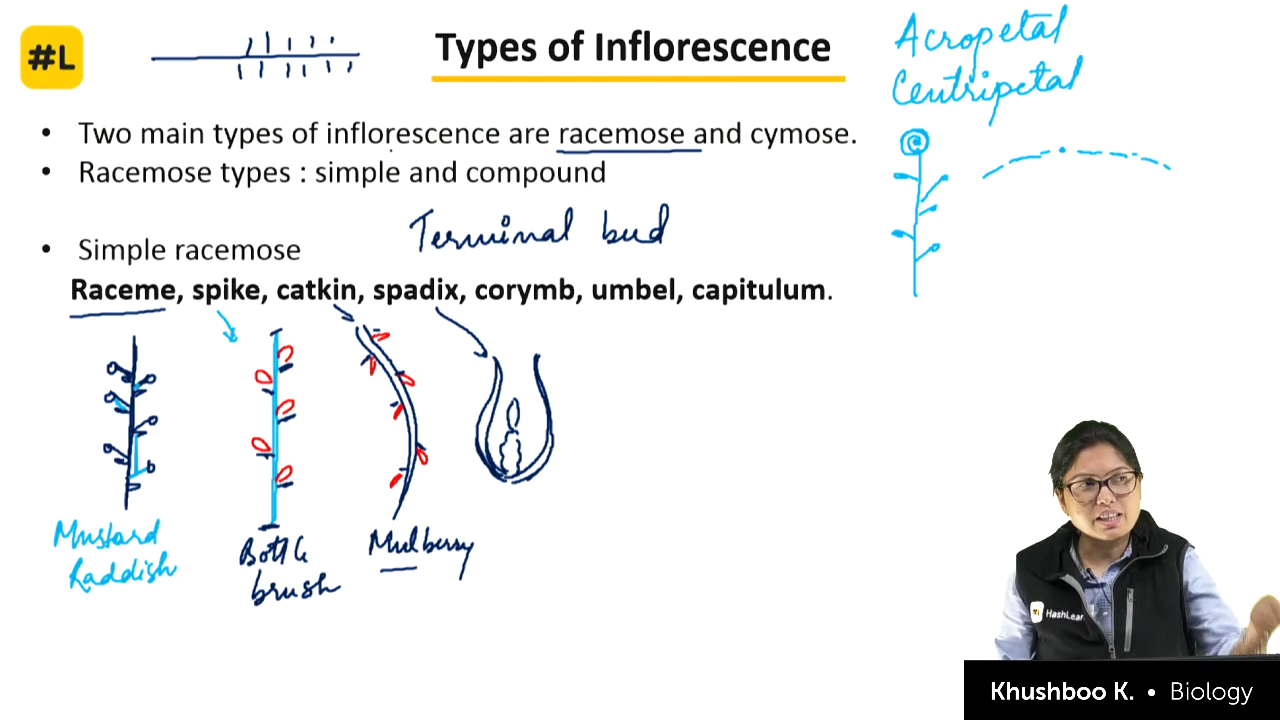 #L
Types of Inflorescence
Acropetal
Centripetal
• Two main types of inflorescence are racemose and cymose.
• Racemose types : simple and compound
Terminal bud
• Simple racemose
Raceme, spike, catkin, spadix, corymb, umbel, capitulum.
Mustard
Raddish
Bottle
brush
Mulberry
HashLear
Khushboo K. • Biology